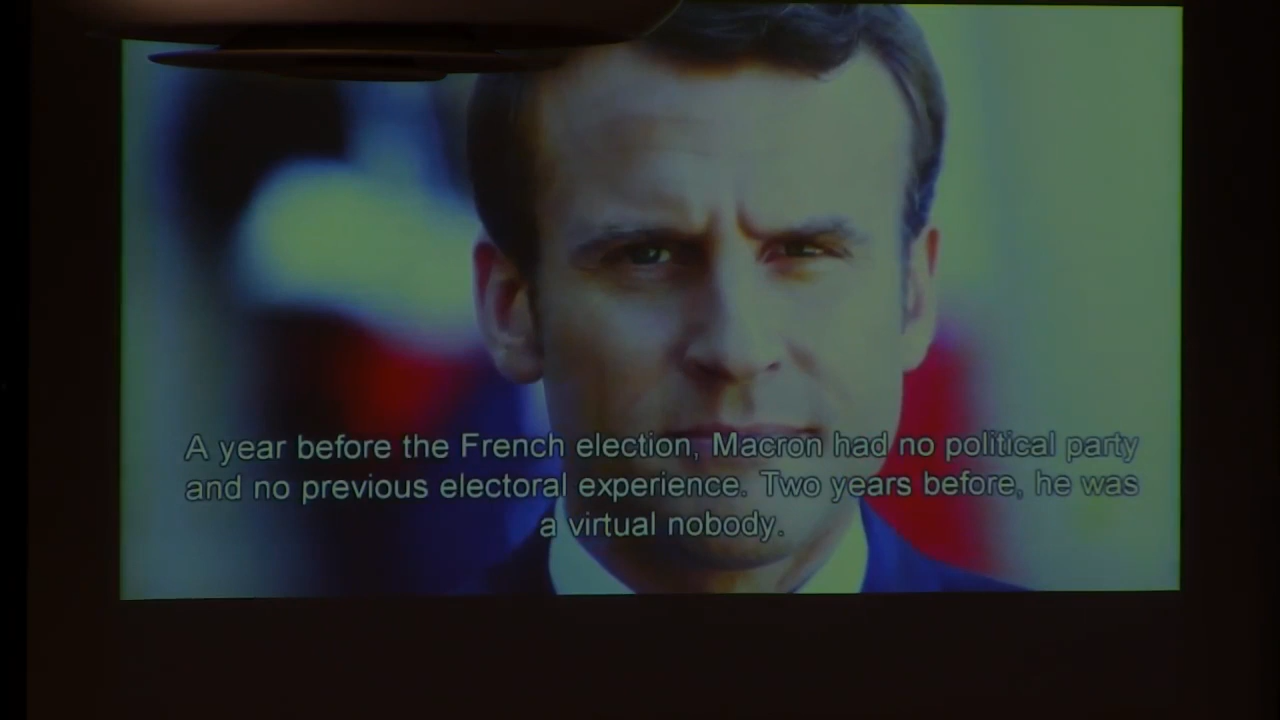 A year before the French election, Macron had no political party
and no previous electoral experience. Two years before, he was
a virtual nobody.